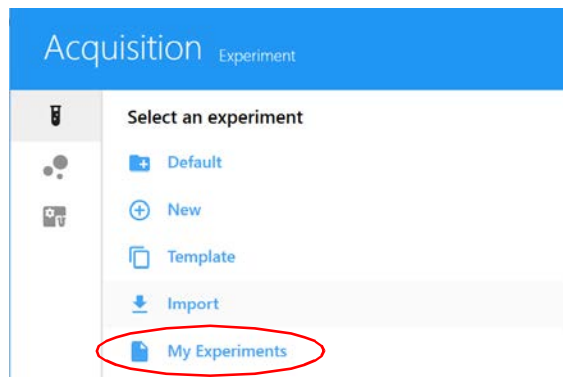 Acquisition Experiment
Select an experiment
Default
New
Template
Import
My Experiments